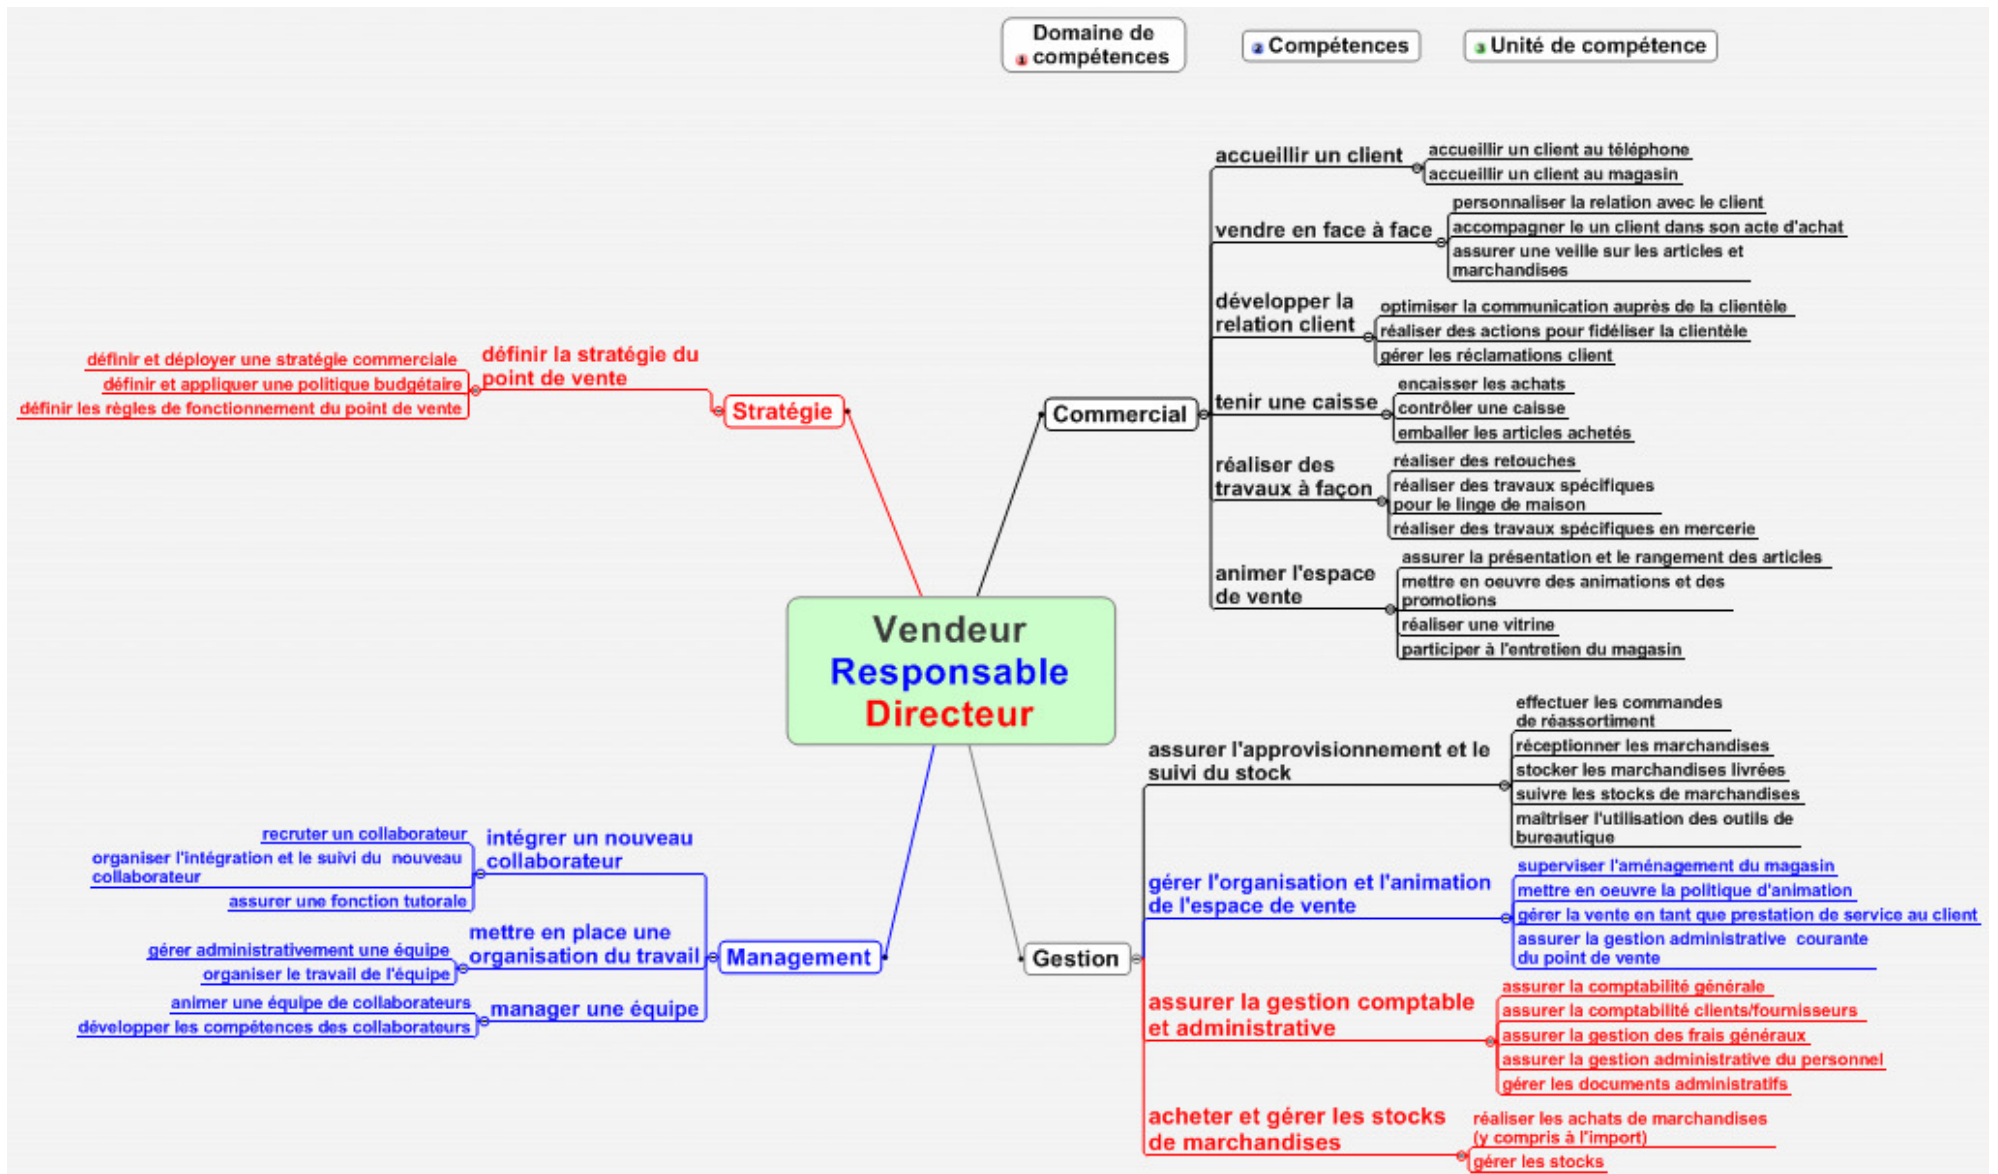 Domaine de
1 compétences
2 Compétences
3 Unité de compétence
Vendeur
Responsable
Directeur
Stratégie
définir la stratégie du
point de vente
définir et déployer une stratégie commerciale
définir et appliquer une politique budgétaire
définir les règles de fonctionnement du point de vente
Commercial
accueillir un client
accueillir un client au téléphone
accueillir un client au magasin
vendre en face à face
personnaliser la relation avec le client
accompagner le un client dans son acte d'achat
assurer une veille sur les articles et
marchandises
développer la
relation client
optimiser la communication auprès de la clientèle
réaliser des actions pour fidéliser la clientèle
gérer les réclamations client
tenir une caisse
encaisser les achats
contrôler une caisse
emballer les articles achetés
réaliser des
travaux à façon
réaliser des retouches
réaliser des travaux spécifiques
pour le linge de maison
réaliser des travaux spécifiques en mercerie
animer l'espace
de vente
assurer la présentation et le rangement des articles
mettre en oeuvre des animations et des
promotions
réaliser une vitrine
participer à l'entretien du magasin
Management
intégrer un nouveau
collaborateur
recruter un collaborateur
organiser l'intégration et le suivi du nouveau
collaborateur
assurer une fonction tutorale
mettre en place une
organisation du travail
gérer administrativement une équipe
organiser le travail de l'équipe
manager une équipe
animer une équipe de collaborateurs
développer les compétences des collaborateurs
Gestion
assurer l'approvisionnement et le
suivi du stock
effectuer les commandes
de réassortiment
réceptionner les marchandises
stocker les marchandises livrées
suivre les stocks de marchandises
maîtriser l'utilisation des outils de
bureautique
gérer l'organisation et l'animation
de l'espace de vente
superviser l'aménagement du magasin
mettre en oeuvre la politique d'animation
gérer la vente en tant que prestation de service au client
assurer la gestion administrative courante
du point de vente
assurer la gestion comptable
et administrative
assurer la comptabilité générale
assurer la comptabilité clients/fournisseurs
assurer la gestion des frais généraux
assurer la gestion administrative du personnel
gérer les documents administratifs
acheter et gérer les stocks
de marchandises
réaliser les achats de marchandises
(y compris à l'import)
gérer les stocks